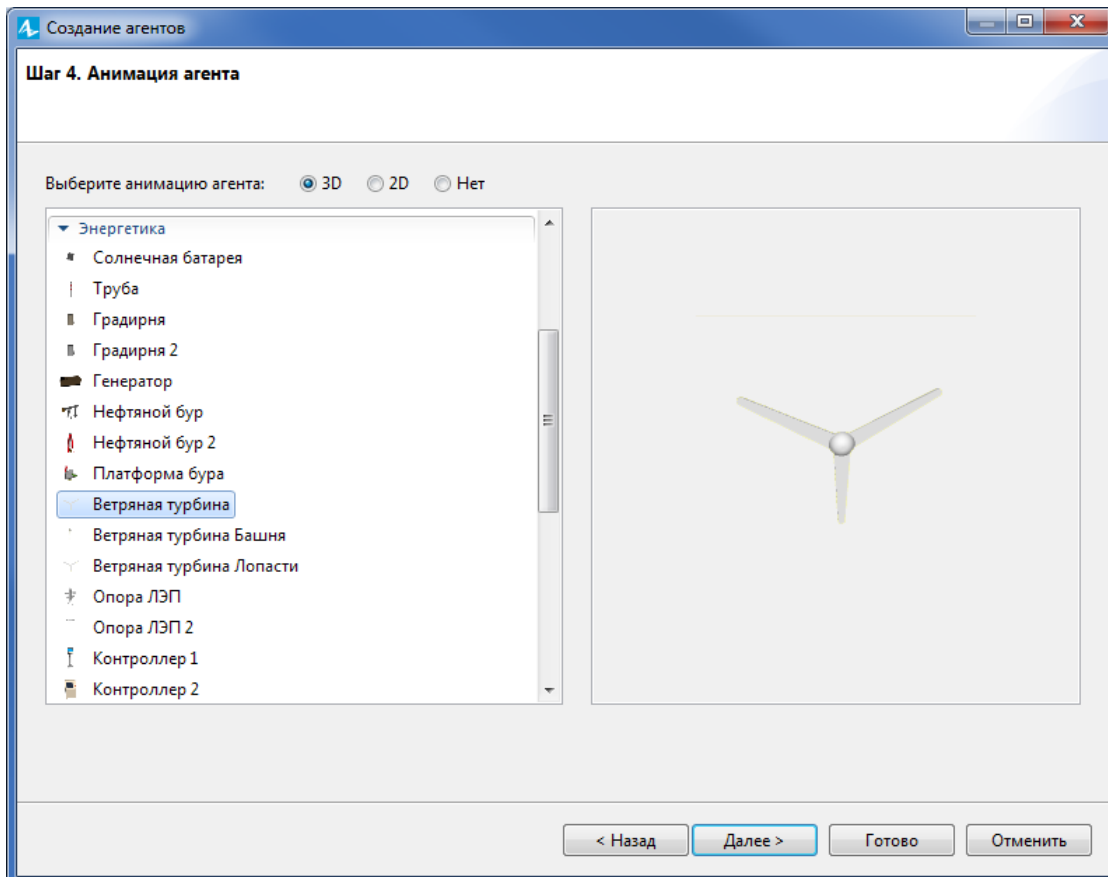 Создание агентов
Шаг 4. Анимация агента
Выберите анимацию агента: 3D 2D Нет
Энергетика
Солнечная батарея
Труба
Градирня
Градирня 2
Генератор
Нефтяной бур
Нефтяной бур 2
Платформа бура
Ветряная турбина
Ветряная турбина Башня
Ветряная турбина Лопасти
Опора ЛЭП
Опора ЛЭП 2
Контроллер 1
Контроллер 2
< Назад Далее > Готово Отменить